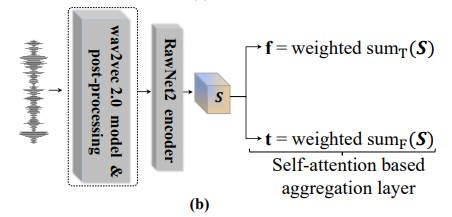 wav2vec 2.0 model &
post-processing
RawNet2 encoder
S
f = weighted sum_T(S)
t = weighted sum_F(S)
Self-attention based
aggregation layer
(b)